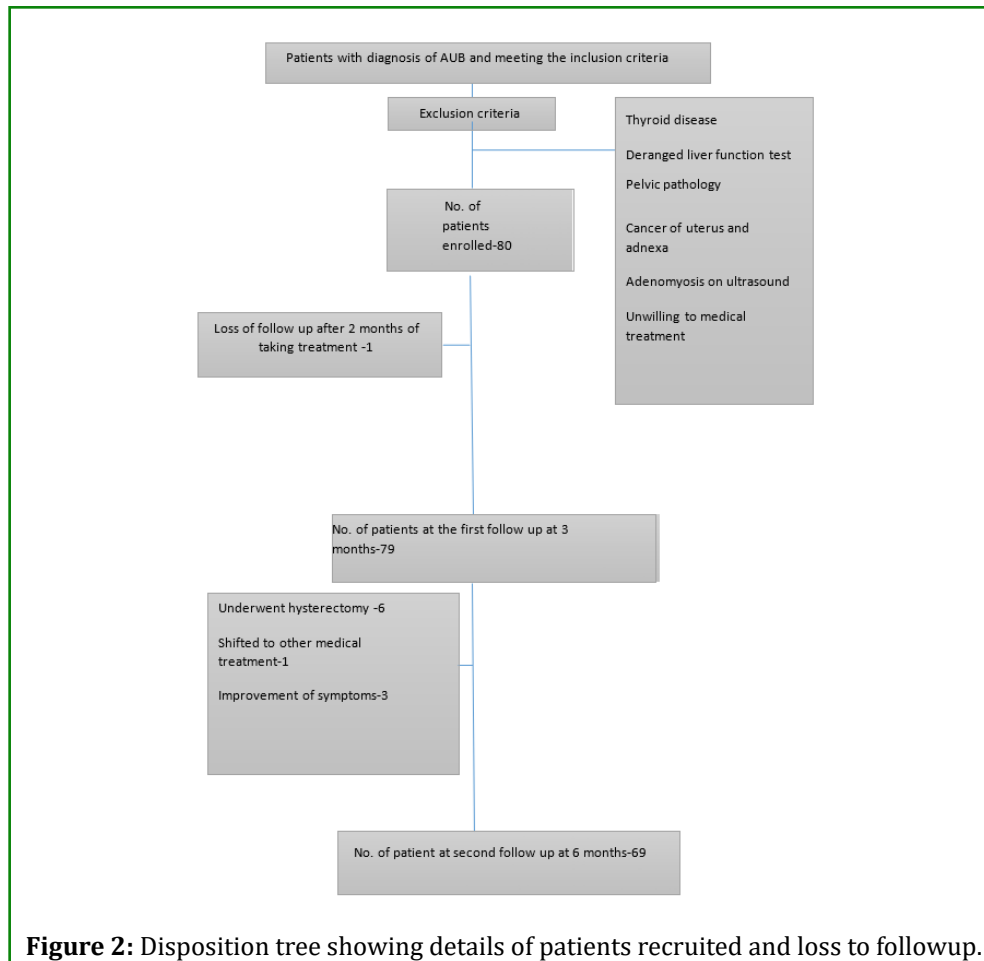 Patients with diagnosis of AUB and meeting the inclusion criteria
Exclusion criteria
Thyroid disease
Deranged liver function test
Pelvic pathology
Cancer of uterus and
adnexa
Adenomyosis on ultrasound
Unwilling to medical
treatment
No. of
patients
enrolled-80
Loss of follow up after 2 months of
taking treatment -1
No. of patients at the first follow up at 3
months-79
Underwent hysterectomy -6
Shifted to other medical
treatment-1
Improvement of symptoms-3
No. of patient at second follow up at 6 months-69
Figure 2: Disposition tree showing details of patients recruited and loss to followup.